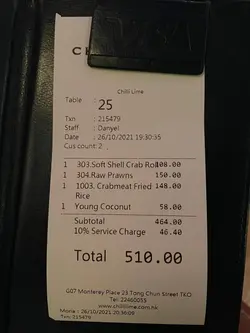 Chilli Lime
Table : 25
Txn : 215479
Staff : Danyel
Date : 26/10/2021 19:30:35
Cus count: 2
1 303.Soft Shell Crab Roll 108.00
1 304.Raw Prawns 150.00
1 1003. Crabmeat Fried 148.00
Rice
1 Young Coconut 58.00
Subtotal 464.00
10% Service Charge 46.40
Total 510.00
G07 Monterey Place 23 Tong Chun Street TKO
Tel: 22460055
www.chillilime.com.hk
26/10/2021 20:36:09
Txn: 215479